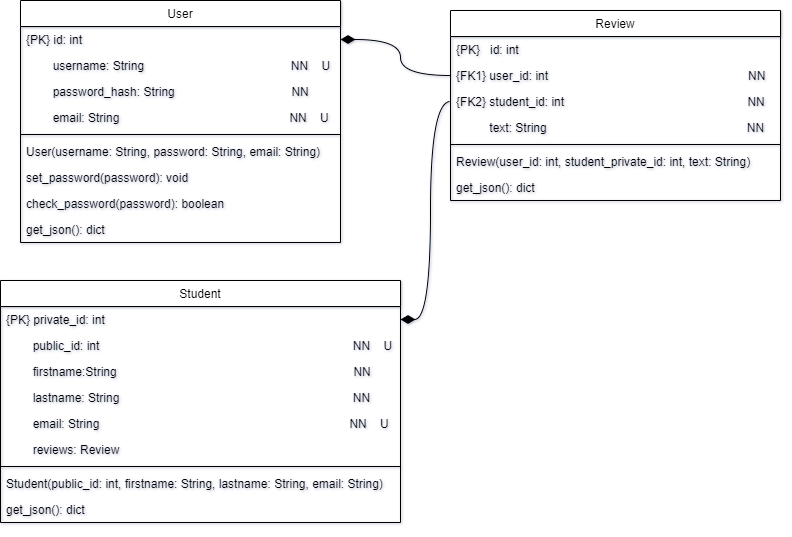 User
{PK} id: int
username: String NN U
password_hash: String NN
email: String NN U
User(username: String, password: String, email: String)
set_password(password): void
check_password(password): boolean
get_json(): dict
Review
{PK} id: int
{FK1} user_id: int NN
{FK2} student_id: int NN
text: String NN
Review(user_id: int, student_private_id: int, text: String)
get_json(): dict
Student
{PK} private_id: int
public_id: int NN U
firstname:String NN
lastname: String NN
email: String NN U
reviews: Review
Student(public_id: int, firstname: String, lastname: String, email: String)
get_json(): dict